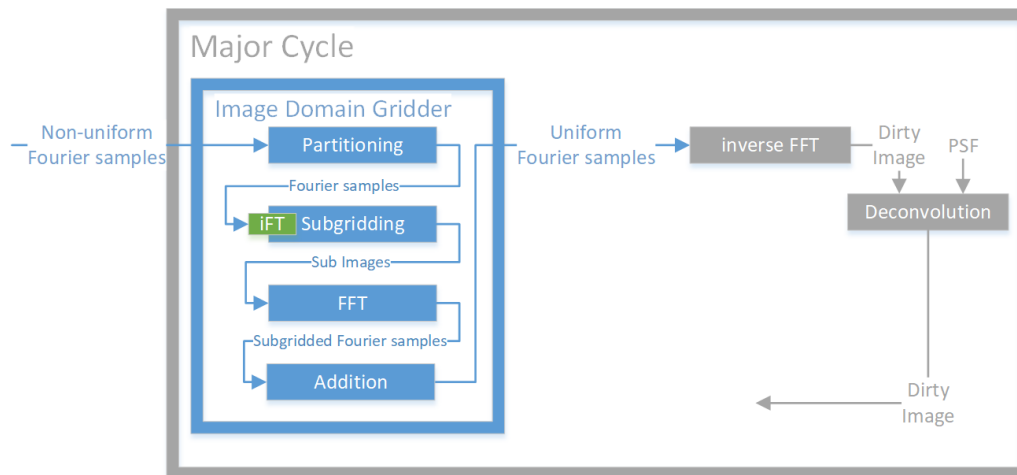 Major Cycle
Image Domain Gridder
Non-uniform
Fourier samples
Partitioning
Fourier samples
iFT
Subgridding
Sub Images
FFT
Subgridded Fourier samples
Addition
Uniform
Fourier samples
inverse FFT
Dirty
Image
PSF
Deconvolution
Dirty
Image